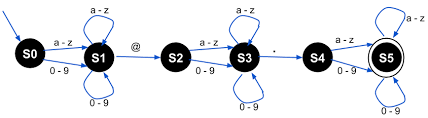 a - z a - z a - z
S0 a - z S1 @ S2 a - z S3 . S4 a - z S5
0 - 9 0 - 9 0 - 9
0 - 9 0 - 9 0 - 9